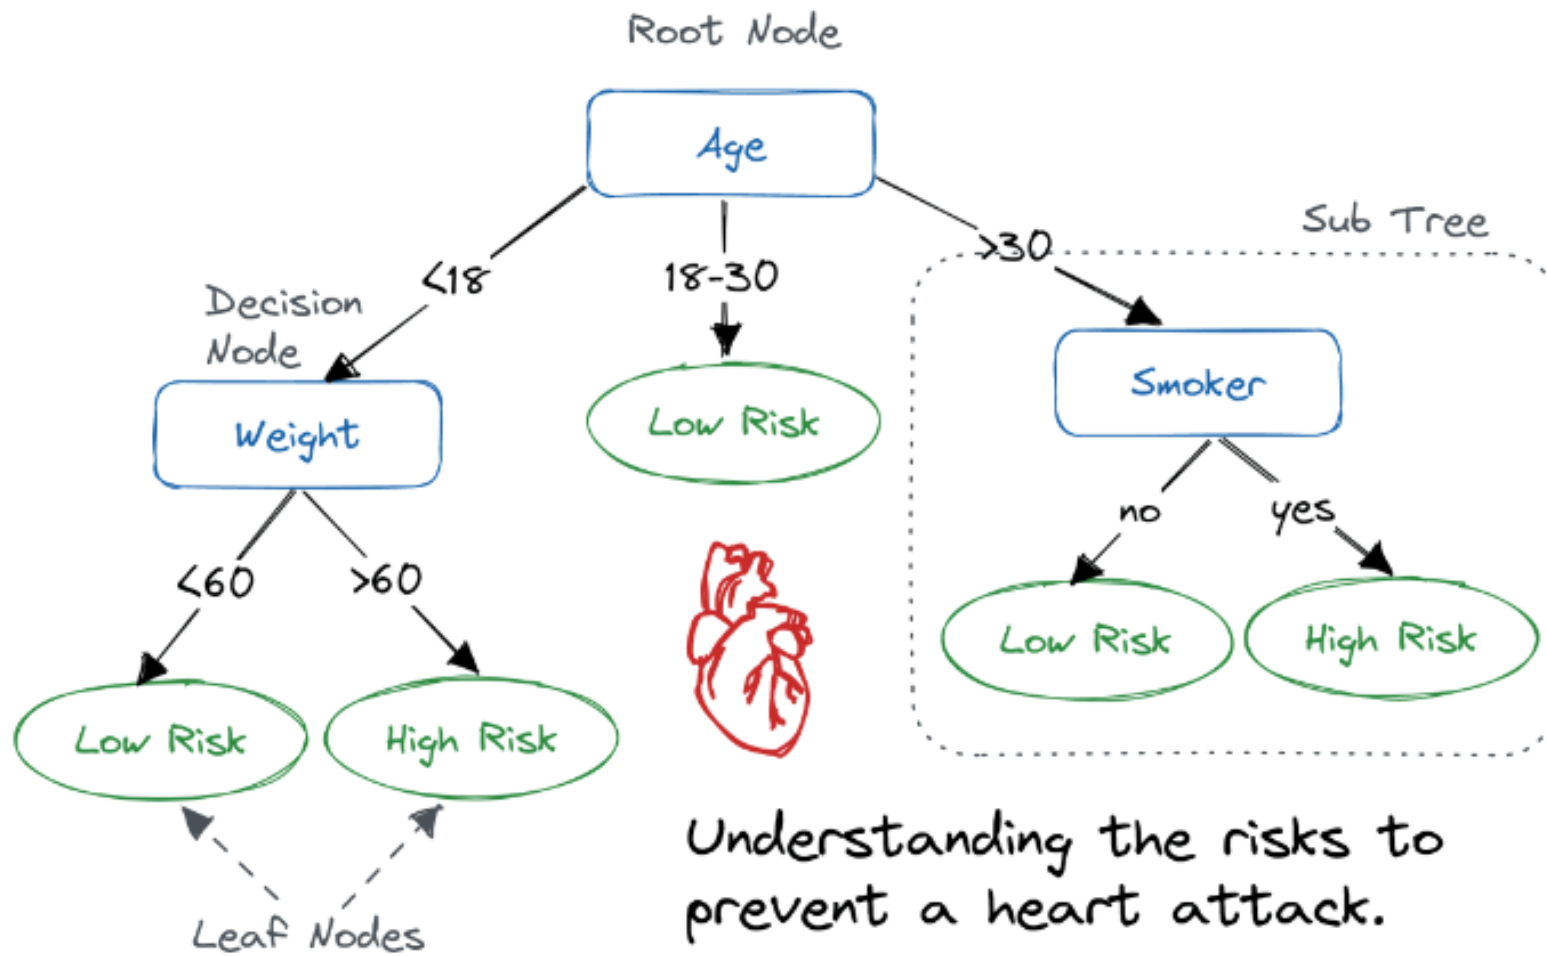 Root Node
Age
Sub Tree
<18
18-30
>30
Decision
Node
Weight
Low Risk
Smoker
<60
>60
no
yes
Low Risk
High Risk
Low Risk
High Risk
Leaf Nodes
Understanding the risks to
prevent a heart attack.